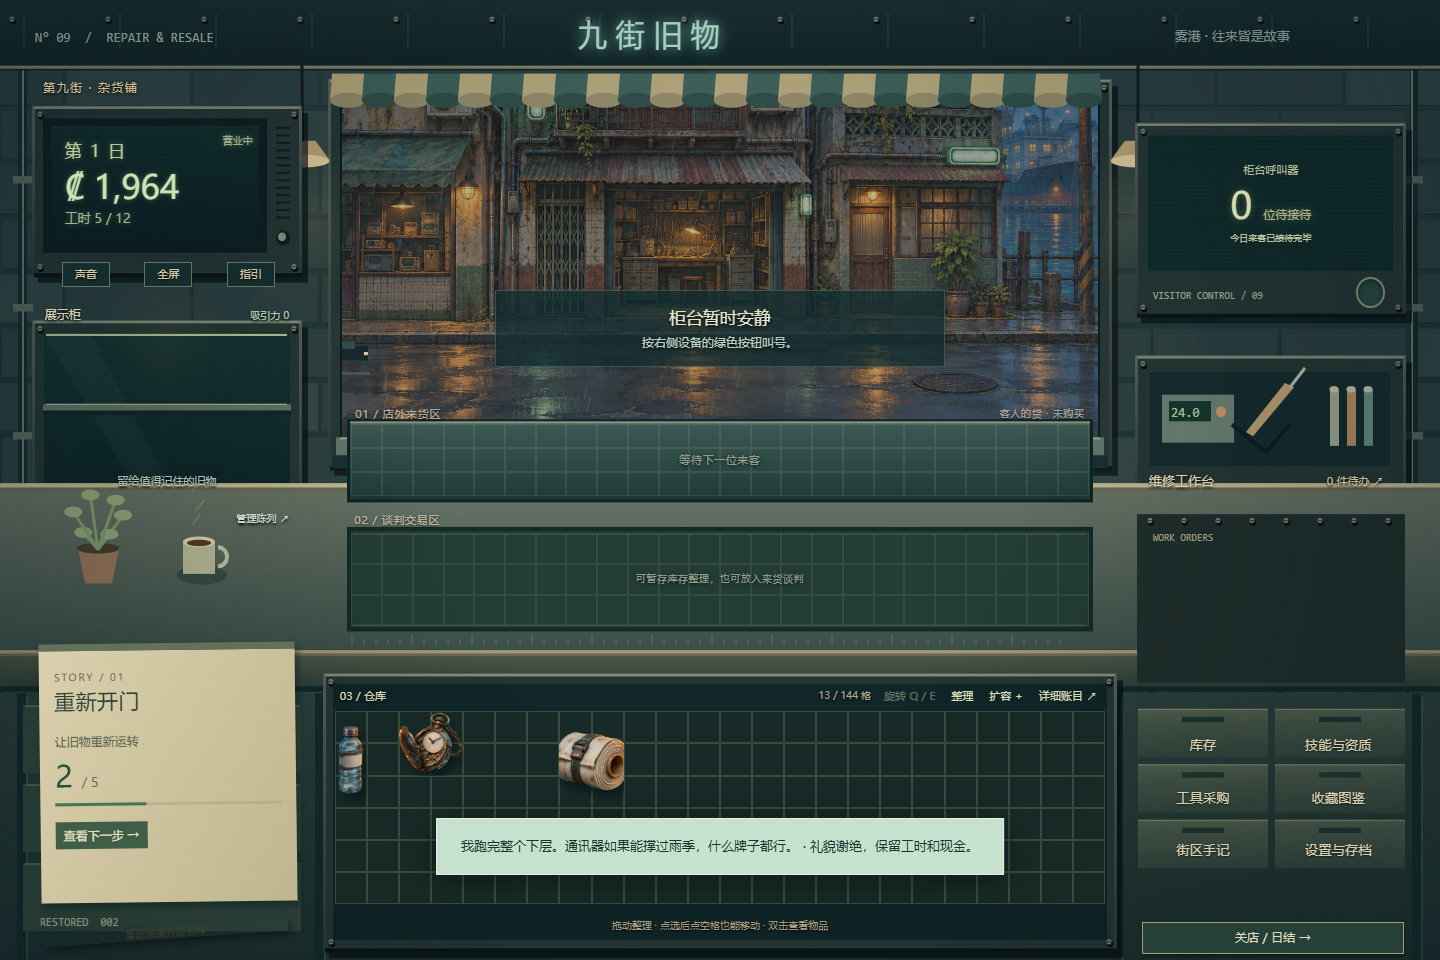 Nº 09 / REPAIR & RESALE
九街旧物
雾港 · 往来皆是故事
第九街 · 杂货铺
第 1 日
营业中
₡ 1,964
工时 5 / 12
声音
全屏
指引
展示柜
吸引力 0
留给值得记住的旧物
管理陈列 ↗
柜台暂时安静
按右侧设备的绿色按钮叫号。
01 / 店外来货区
客人的货 · 未购买
等待下一位来客
02 / 谈判交易区
可暂存库存整理，也可放入来货谈判
柜台呼叫器
0 位待接待
今日来客已接待完毕
VISITOR CONTROL / 09
24.0
维修工作台
0 件待办 ↗
WORK ORDERS
STORY / 01
重新开门
让旧物重新运转
2 / 5
查看下一步 →
RESTORED 002
03 / 仓库
13 / 144 格
旋转 Q / E
整理
扩容 +
详细账目 ↗
我跑完整个下层。通讯器如果能撑过雨季，什么牌子都行。 · 礼貌谢绝，保留工时和现金。
拖动整理 · 点选后点空格也能移动 · 双击查看物品
库存
技能与资质
工具采购
收藏图鉴
街区手记
设置与存档
关店 / 日结 →